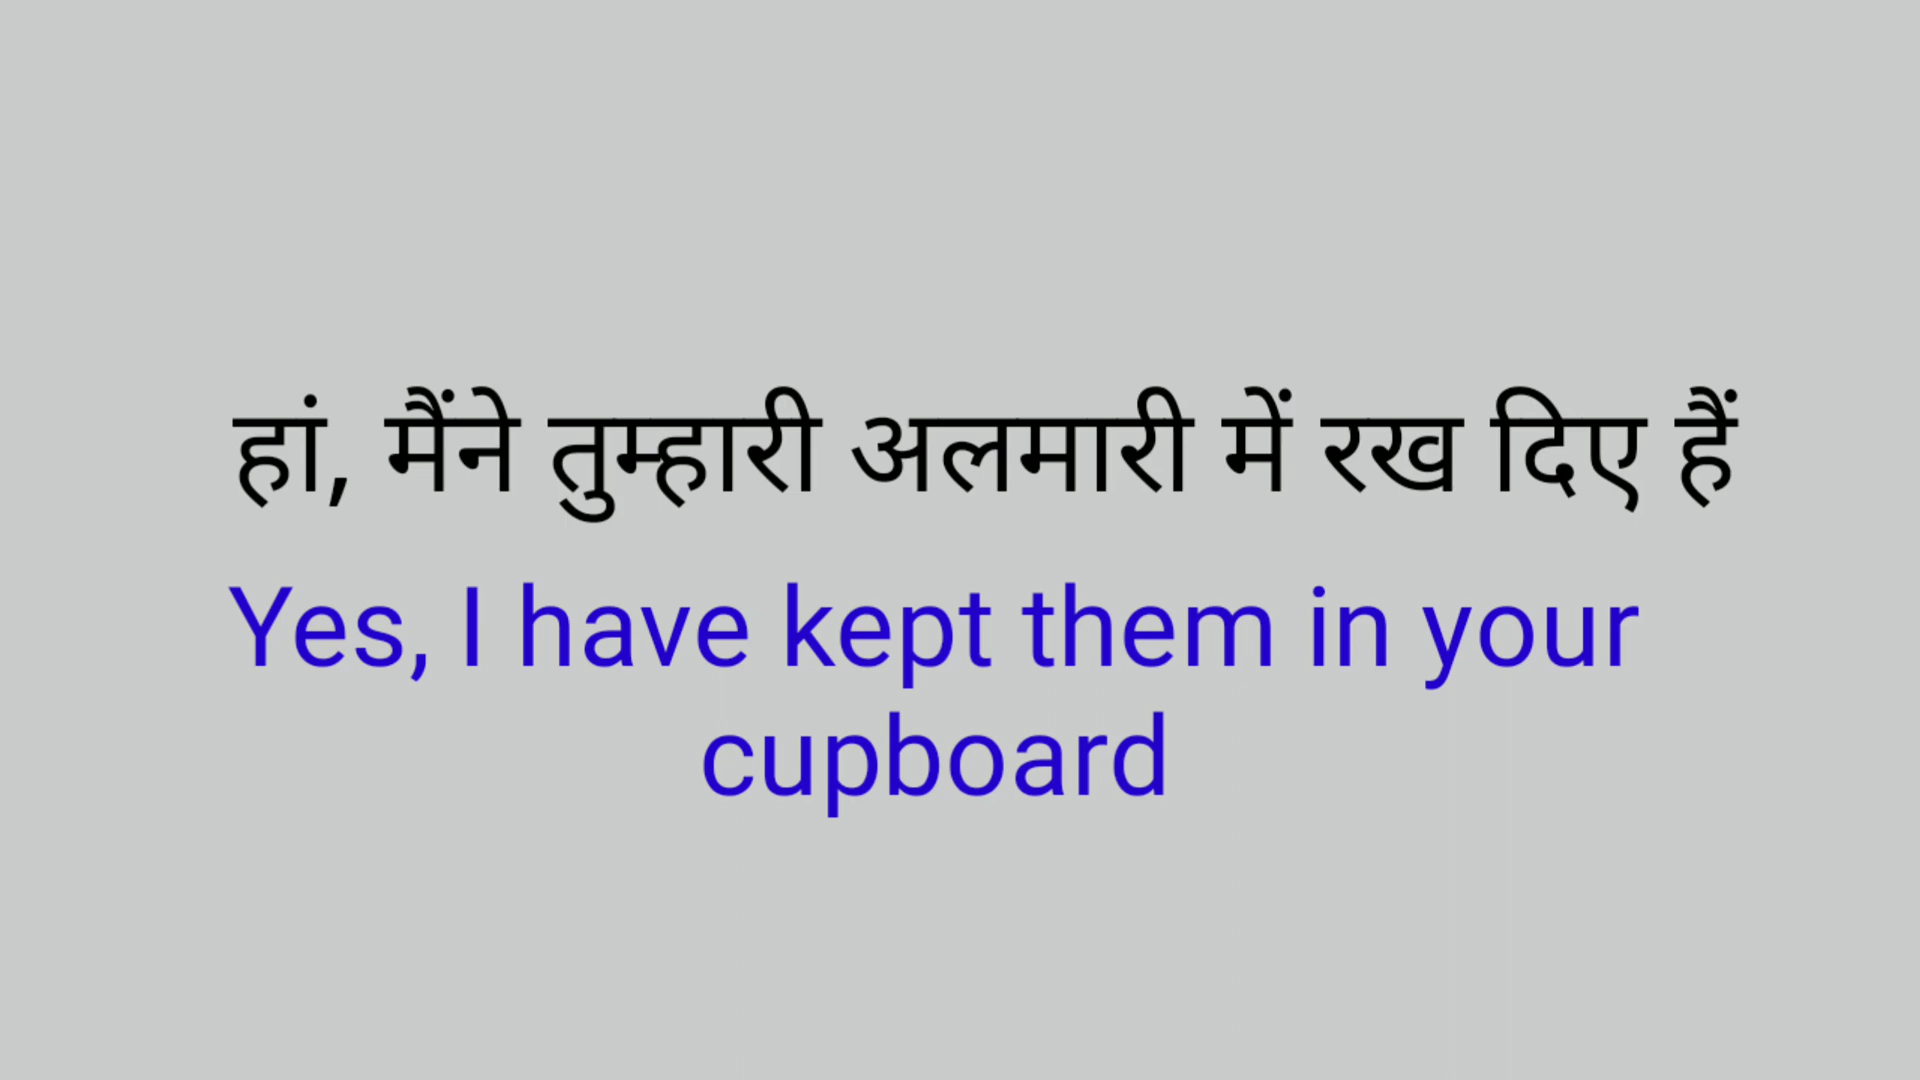 हां, मैंने तुम्हारी अलमारी में रख दिए हैं
Yes, I have kept them in your
cupboard